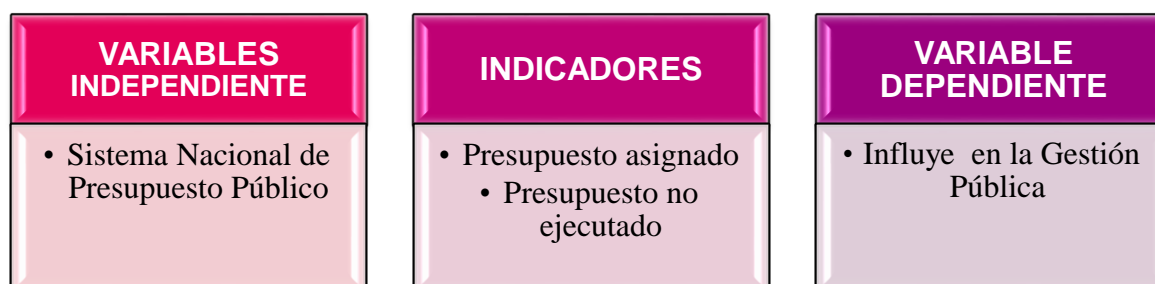 VARIABLES
INDEPENDIENTE
• Sistema Nacional de
Presupuesto Público
INDICADORES
• Presupuesto asignado
• Presupuesto no
ejecutado
VARIABLE
DEPENDIENTE
• Influye en la Gestión
Pública